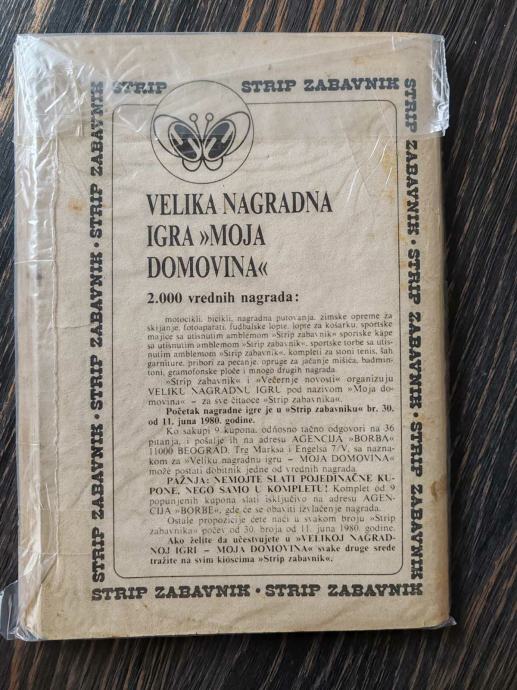 STRIP STRIP ZABAVNIK
STRIP ZABAVNIK · STRIP ZABAVNIK
STRIP ZABAVNIK · STRIP ZABAVNIK
VELIKA NAGRADNA
IGRA »MOJA
DOMOVINA«
2.000 vrednih nagrada:
motocikli, bicikli, nagradna putovanja, zimske opreme za
skijanje, fotoaparati, fudbalske lopte, lopte za košarku, sportske
majice sa utisnutim amblemom »Strip zabavnik« sportske kape
sa utisnutim amblemom »Strip zabavnik«, sportske torbe sa utis-
nutim amblemom »Strip zabavnik«, kompleti za stoni tenis, šah
garniture, pribori za pecanje, opruge za jačanje mišića, badmin-
toni, gramofonske ploče i mnogo drugih nagrada.
»Strip zabavnik« i »Večernje novosti« organizuju
VELIKU NAGRADNU IGRU pod nazivom »Moja do-
movina« – za sve čitaoce »Strip zabavnika«.
Početak nagradne igre je u »Strip zabavniku« br. 30.
od 11. juna 1980. godine.
Ko sakupi 9 kupona, odnosno tačno odgovori na 36
pitanja, i pošalje ih na adresu AGENCIJA »BORBA«
11000 BEOGRAD, Trg Marksa i Engelsa 7/V, sa nazna-
kom za »Veliku nagradnu igru – MOJA DOMOVINA«
može postati dobitnik jedne od vrednih nagrada.
PAŽNJA: NEMOJTE SLATI POJEDINAČNE KU-
PONE, NEGO SAMO U KOMPLETU! Komplet od 9
popunjenih kupona slati isključivo na adresu AGEN-
CIJA »BORBE«, gde će se obaviti izvlačenje nagrada.
Ostale propozicije ćete naći u svakom broju »Strip
zabavnika« počev od 30. broja od 11. juna 1980. godine.
Ako želite da učestvujete u »VELIKOJ NAGRAD-
NOJ IGRI – MOJA DOMOVINA« svake druge srede
tražite na svim kioscima »Strip zabavnik«.
STRIP ZABAVNIK · STRIP ZABAVNIK